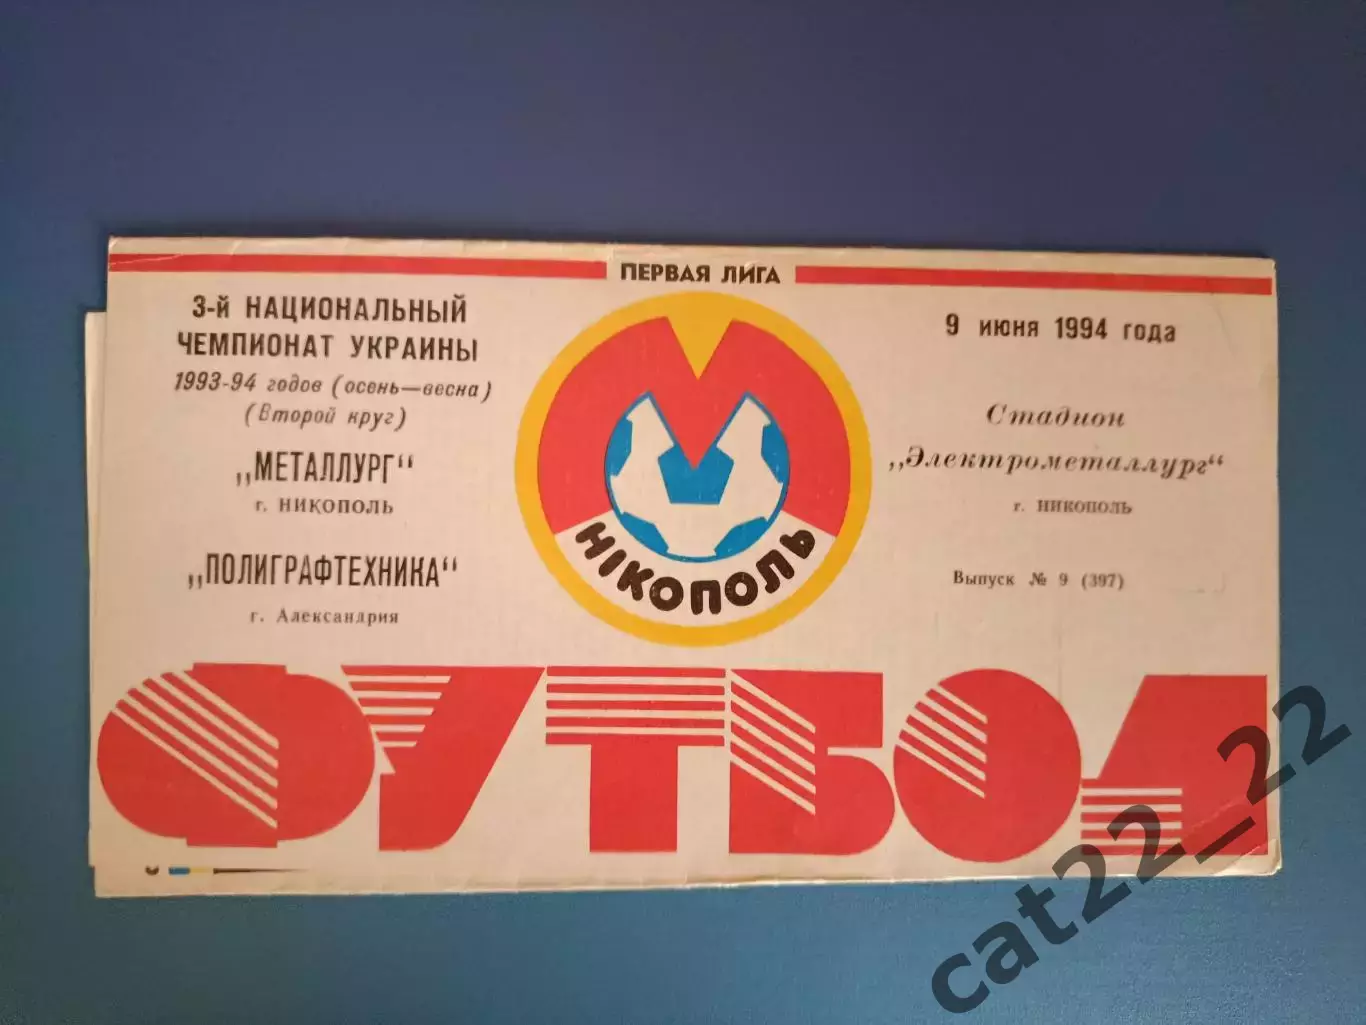 ПЕРВАЯ ЛИГА
3-й НАЦИОНАЛЬНЫЙ
ЧЕМПИОНАТ УКРАИНЫ
1993-94 годов (осень—весна)
(Второй круг)
„МЕТАЛЛУРГ“
г. НИКОПОЛЬ
„ПОЛИГРАФТЕХНИКА“
г. Александрия
НІКОПОЛЬ
9 июня 1994 года
Стадион
„Электрометаллург“
г. НИКОПОЛЬ
Выпуск № 9 (397)
ФУТБОЛ
cat22_22